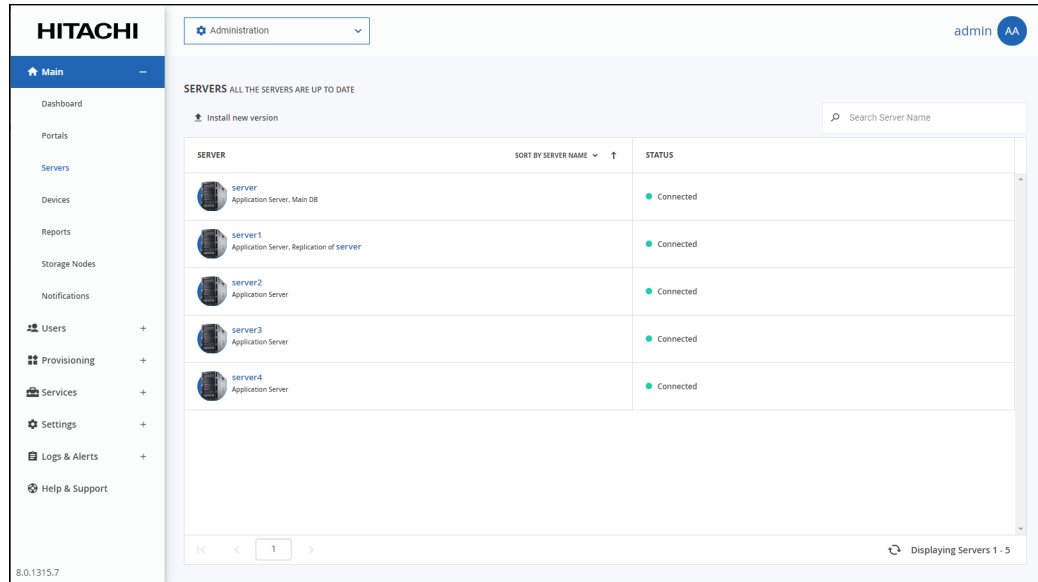 HITACHI
Administration
admin AA
Main
Dashboard
Portals
Servers
Devices
Reports
Storage Nodes
Notifications
Users
Provisioning
Services
Settings
Logs & Alerts
Help & Support
8.0.1315.7
SERVERS ALL THE SERVERS ARE UP TO DATE
Install new version
Search Server Name
SERVER SORT BY SERVER NAME STATUS
server
Application Server, Main DB
Connected
server1
Application Server, Replication of server
Connected
server2
Application Server
Connected
server3
Application Server
Connected
server4
Application Server
Connected
1
Displaying Servers 1 - 5